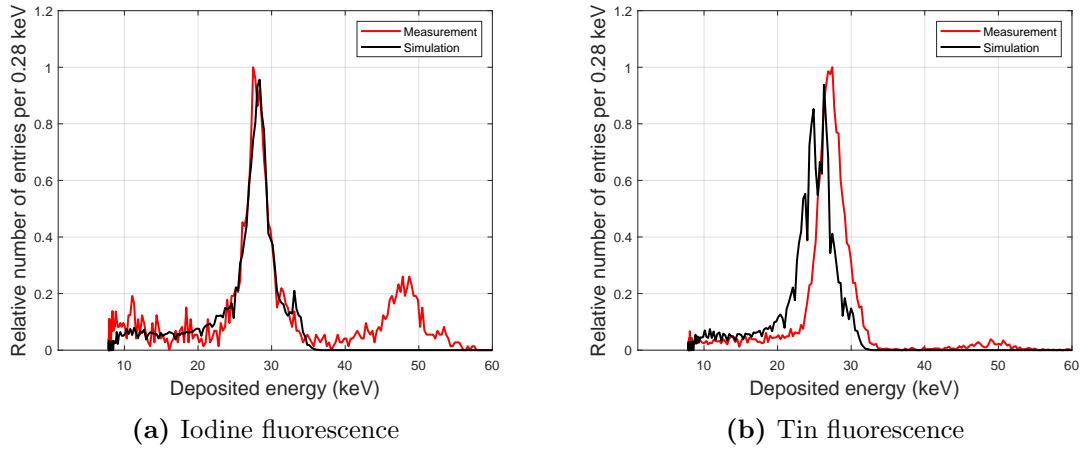 Relative number of entries per 0.28 keV
1.2
1
0.8
0.6
0.4
0.2
0
10 20 30 40 50 60
Deposited energy (keV)
Measurement
Simulation
(a) Iodine fluorescence
Relative number of entries per 0.28 keV
1.2
1
0.8
0.6
0.4
0.2
0
10 20 30 40 50 60
Deposited energy (keV)
Measurement
Simulation
(b) Tin fluorescence